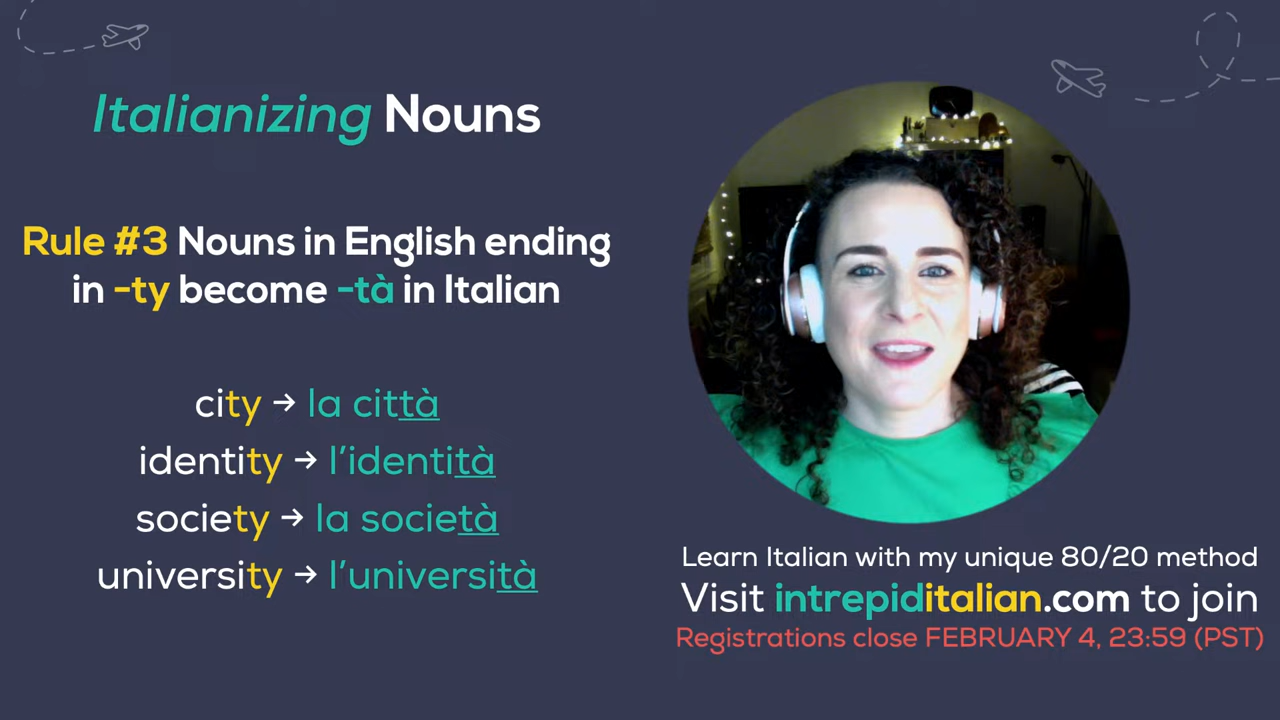 Italianizing Nouns
Rule #3 Nouns in English ending
in -ty become -tà in Italian
city → la città
identity → l’identità
society → la società
university → l’università
Learn Italian with my unique 80/20 method
Visit intrepiditalian.com to join
Registrations close FEBRUARY 4, 23:59 (PST)